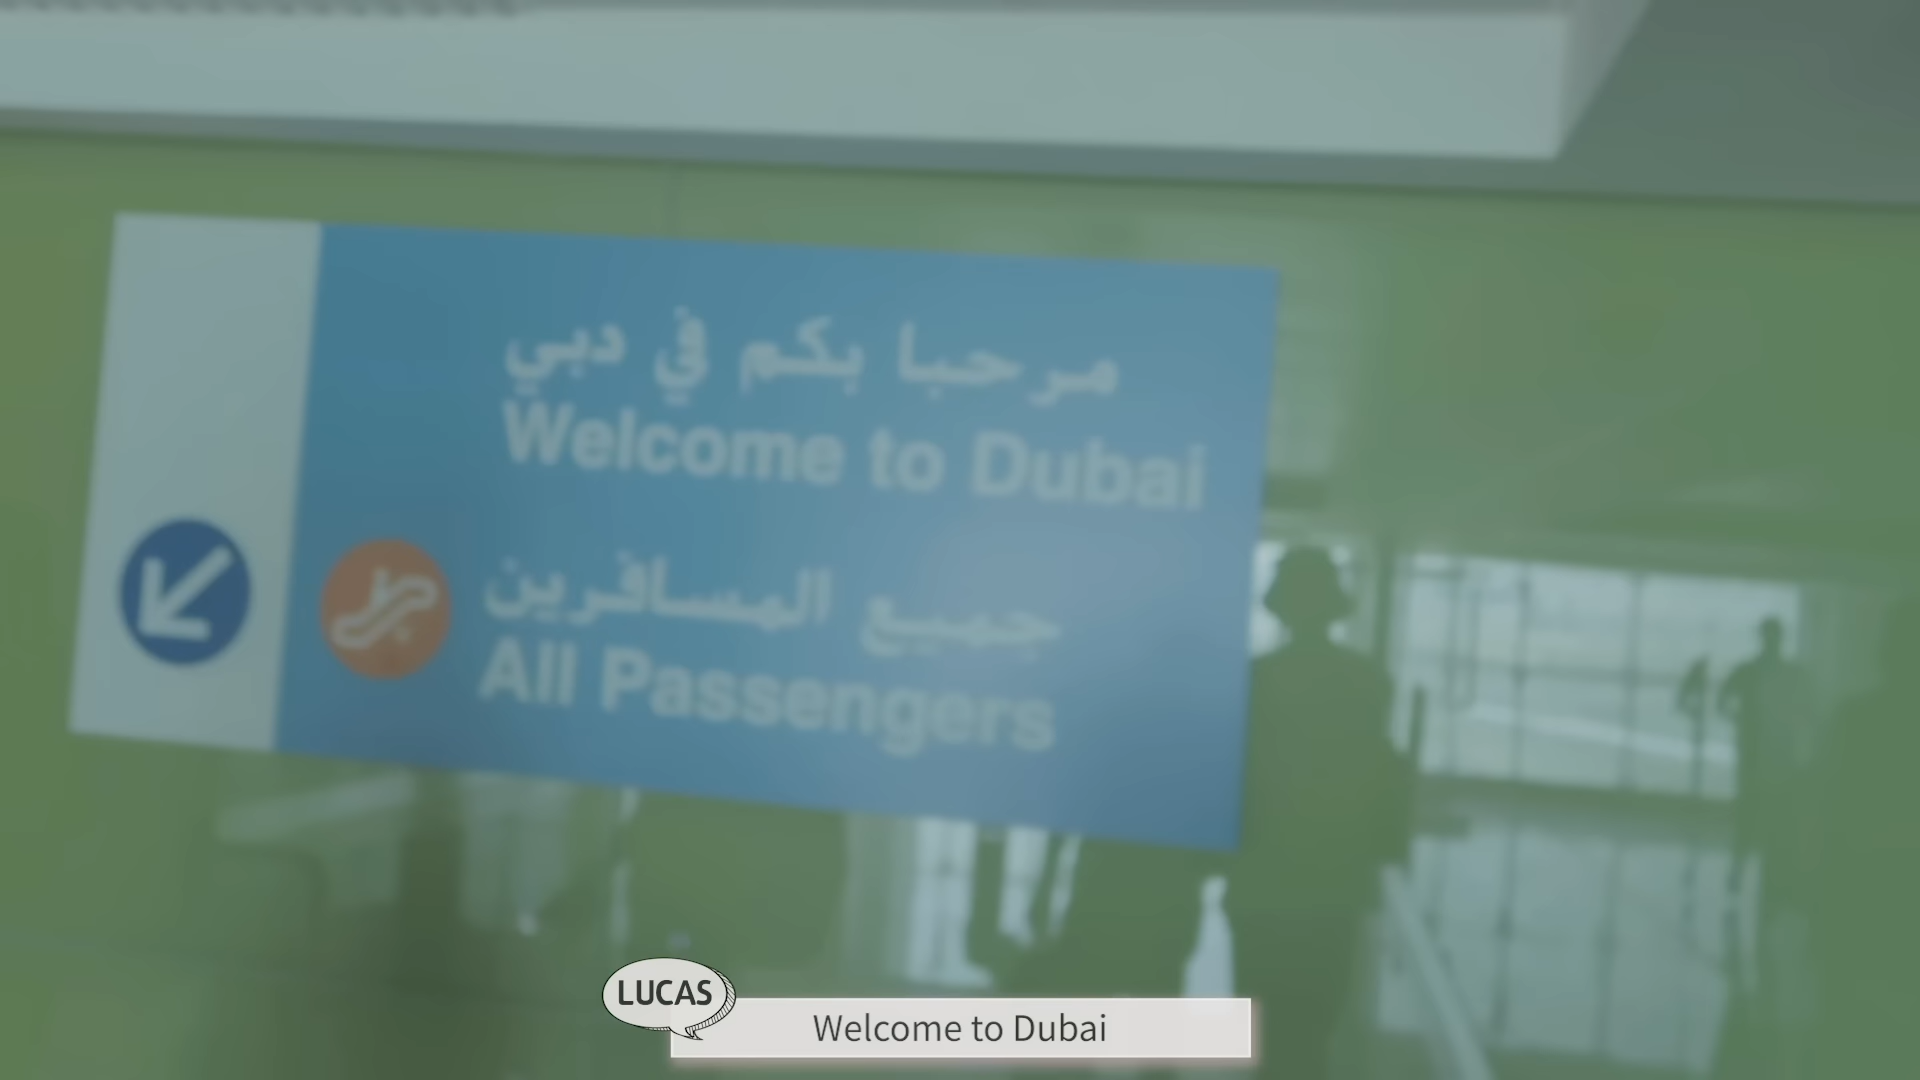 مرحبا بكم في دبي
Welcome to Dubai
جميع المسافرين
All Passengers
LUCAS
Welcome to Dubai